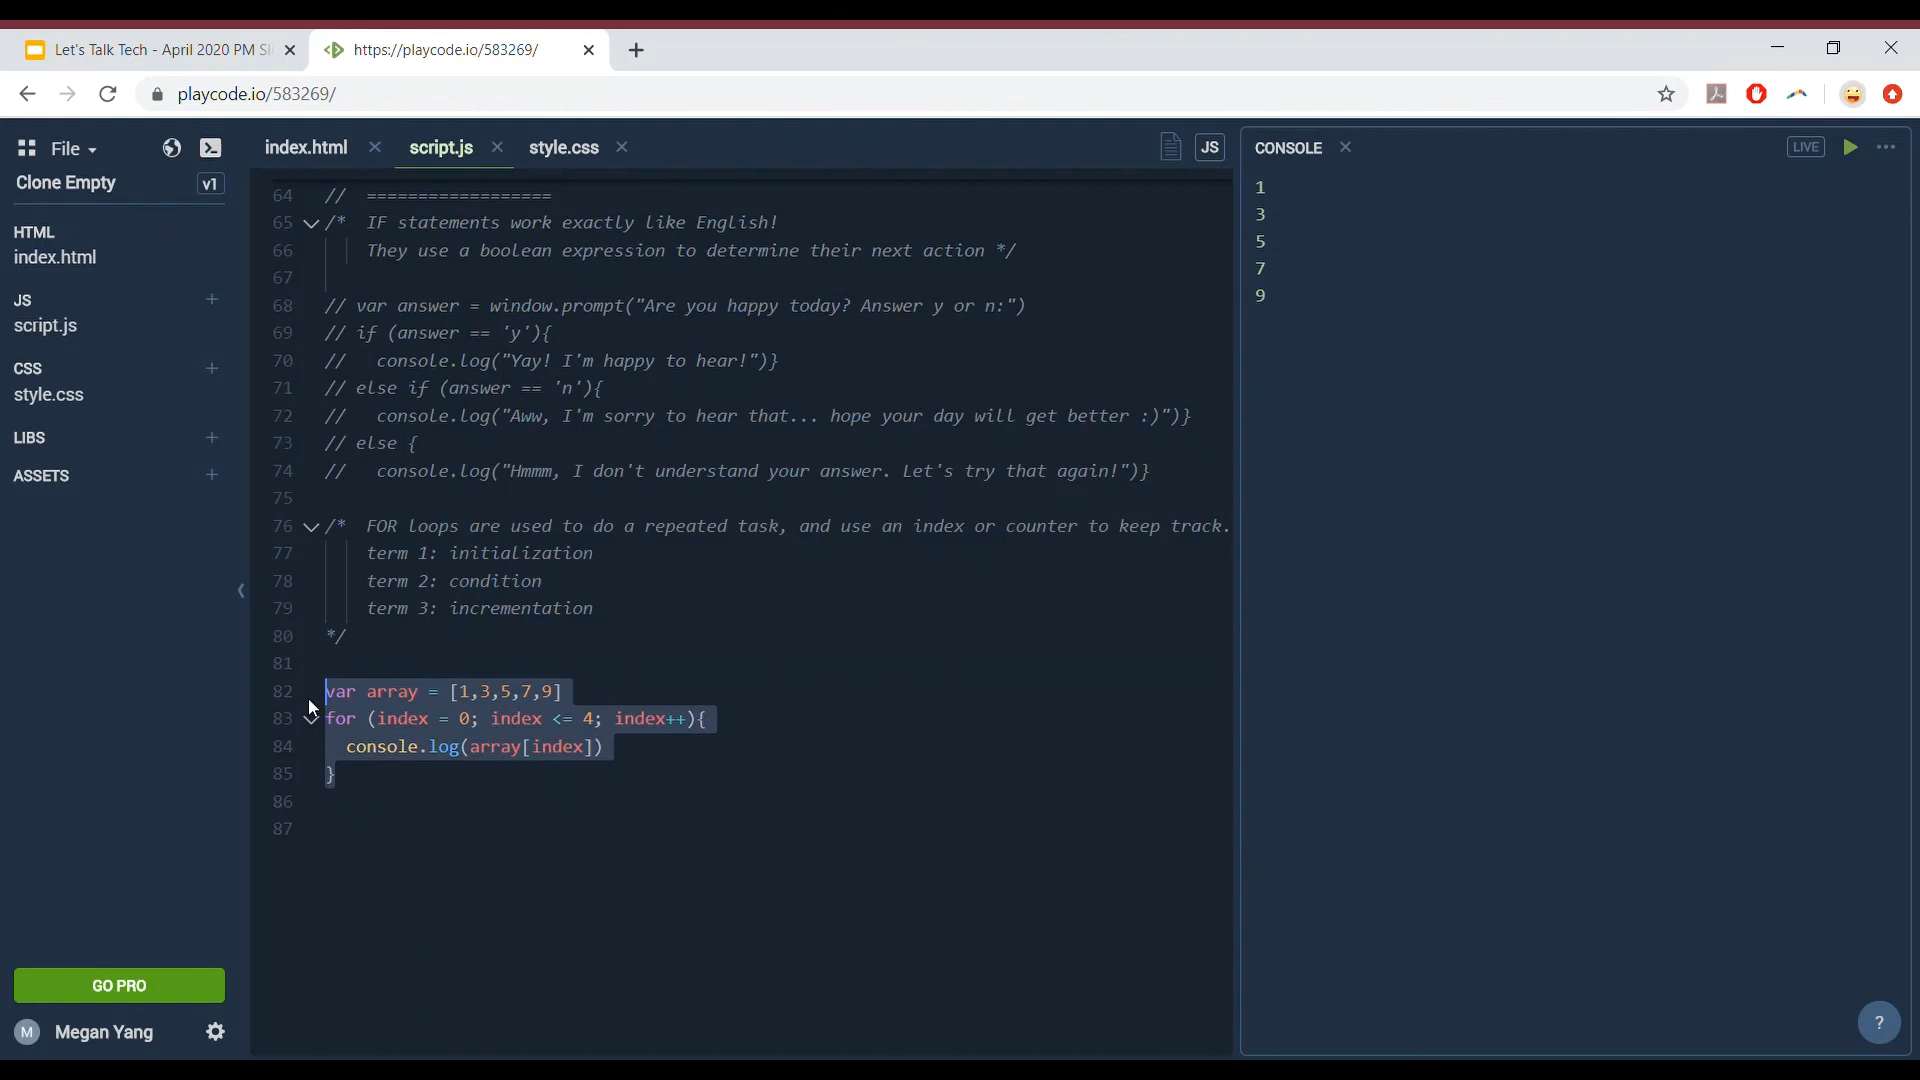 Let's Talk Tech - April 2020 PM Sl
https://playcode.io/583269/
playcode.io/583269/
File
Clone Empty
v1
HTML
index.html
JS
script.js
CSS
style.css
LIBS
ASSETS
GO PRO
M
Megan Yang
index.html
script.js
style.css
JS
64 // ==================
65 /* IF statements work exactly like English!
66 They use a boolean expression to determine their next action */
67
68 // var answer = window.prompt("Are you happy today? Answer y or n:")
69 // if (answer == 'y'){
70 // console.log("Yay! I'm happy to hear!")}
71 // else if (answer == 'n'){
72 // console.log("Aww, I'm sorry to hear that... hope your day will get better :)")}
73 // else {
74 // console.log("Hmmm, I don't understand your answer. Let's try that again!")}
75
76 /* FOR loops are used to do a repeated task, and use an index or counter to keep track.
77 term 1: initialization
78 term 2: condition
79 term 3: incrementation
80 */
81
82 var array = [1,3,5,7,9]
83 for (index = 0; index <= 4; index++){
84 console.log(array[index])
85 }
86
87
CONSOLE
LIVE
1
3
5
7
9
?